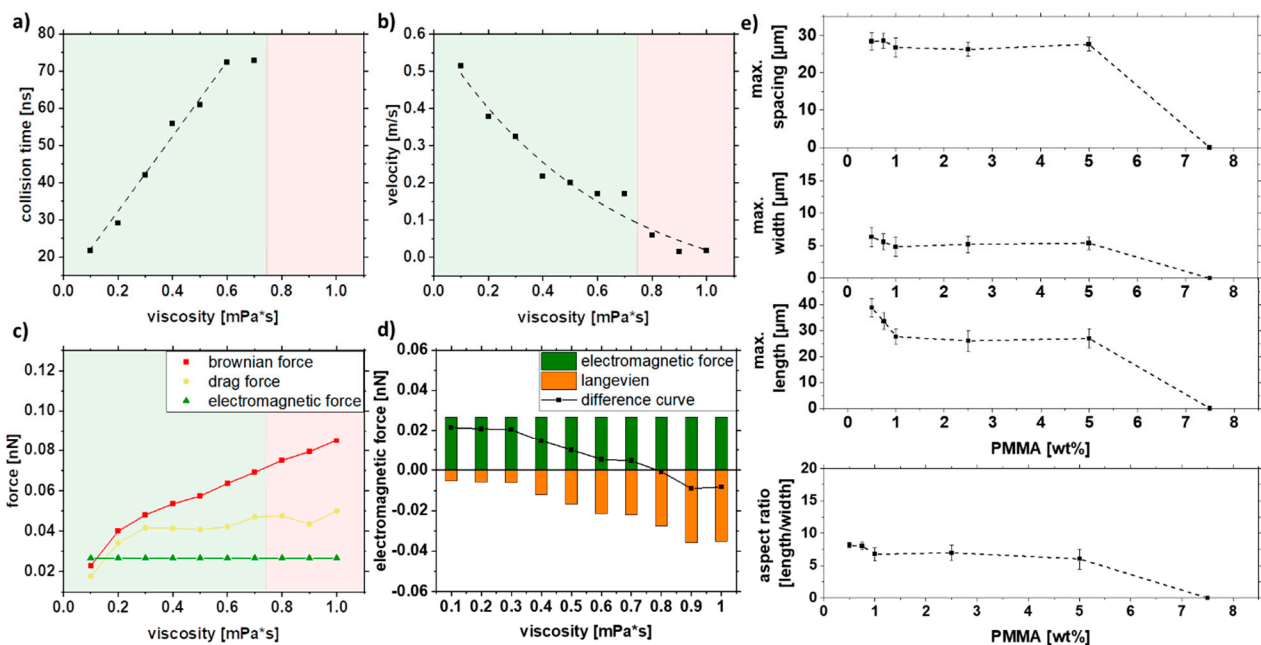 a)
collision time [ns]
80
70
60
50
40
30
20
0.0 0.2 0.4 0.6 0.8 1.0
viscosity [mPa*s]
b)
velocity [m/s]
0.6
0.5
0.4
0.3
0.2
0.1
0.0
0.0 0.2 0.4 0.6 0.8 1.0
viscosity [mPa*s]
c)
force [nN]
0.12
0.10
0.08
0.06
0.04
0.02
brownian force
drag force
electromagnetic force
0.0 0.2 0.4 0.6 0.8 1.0
viscosity [mPa*s]
d)
electromagnetic force [nN]
0.06
0.04
0.02
0.00
-0.02
-0.04
-0.06
electromagnetic force
langevien
difference curve
0.1 0.2 0.3 0.4 0.5 0.6 0.7 0.8 0.9 1
viscosity [mPa*s]
e)
max.
spacing [µm]
30
20
10
0
0 1 2 3 4 5 6 7 8
max.
width [µm]
15
10
5
0
0 1 2 3 4 5 6 7 8
max.
length [µm]
40
30
20
10
0
0 1 2 3 4 5 6 7 8
PMMA [wt%]
aspect ratio
[length/width]
20
15
10
5
0
0 1 2 3 4 5 6 7 8
PMMA [wt%]